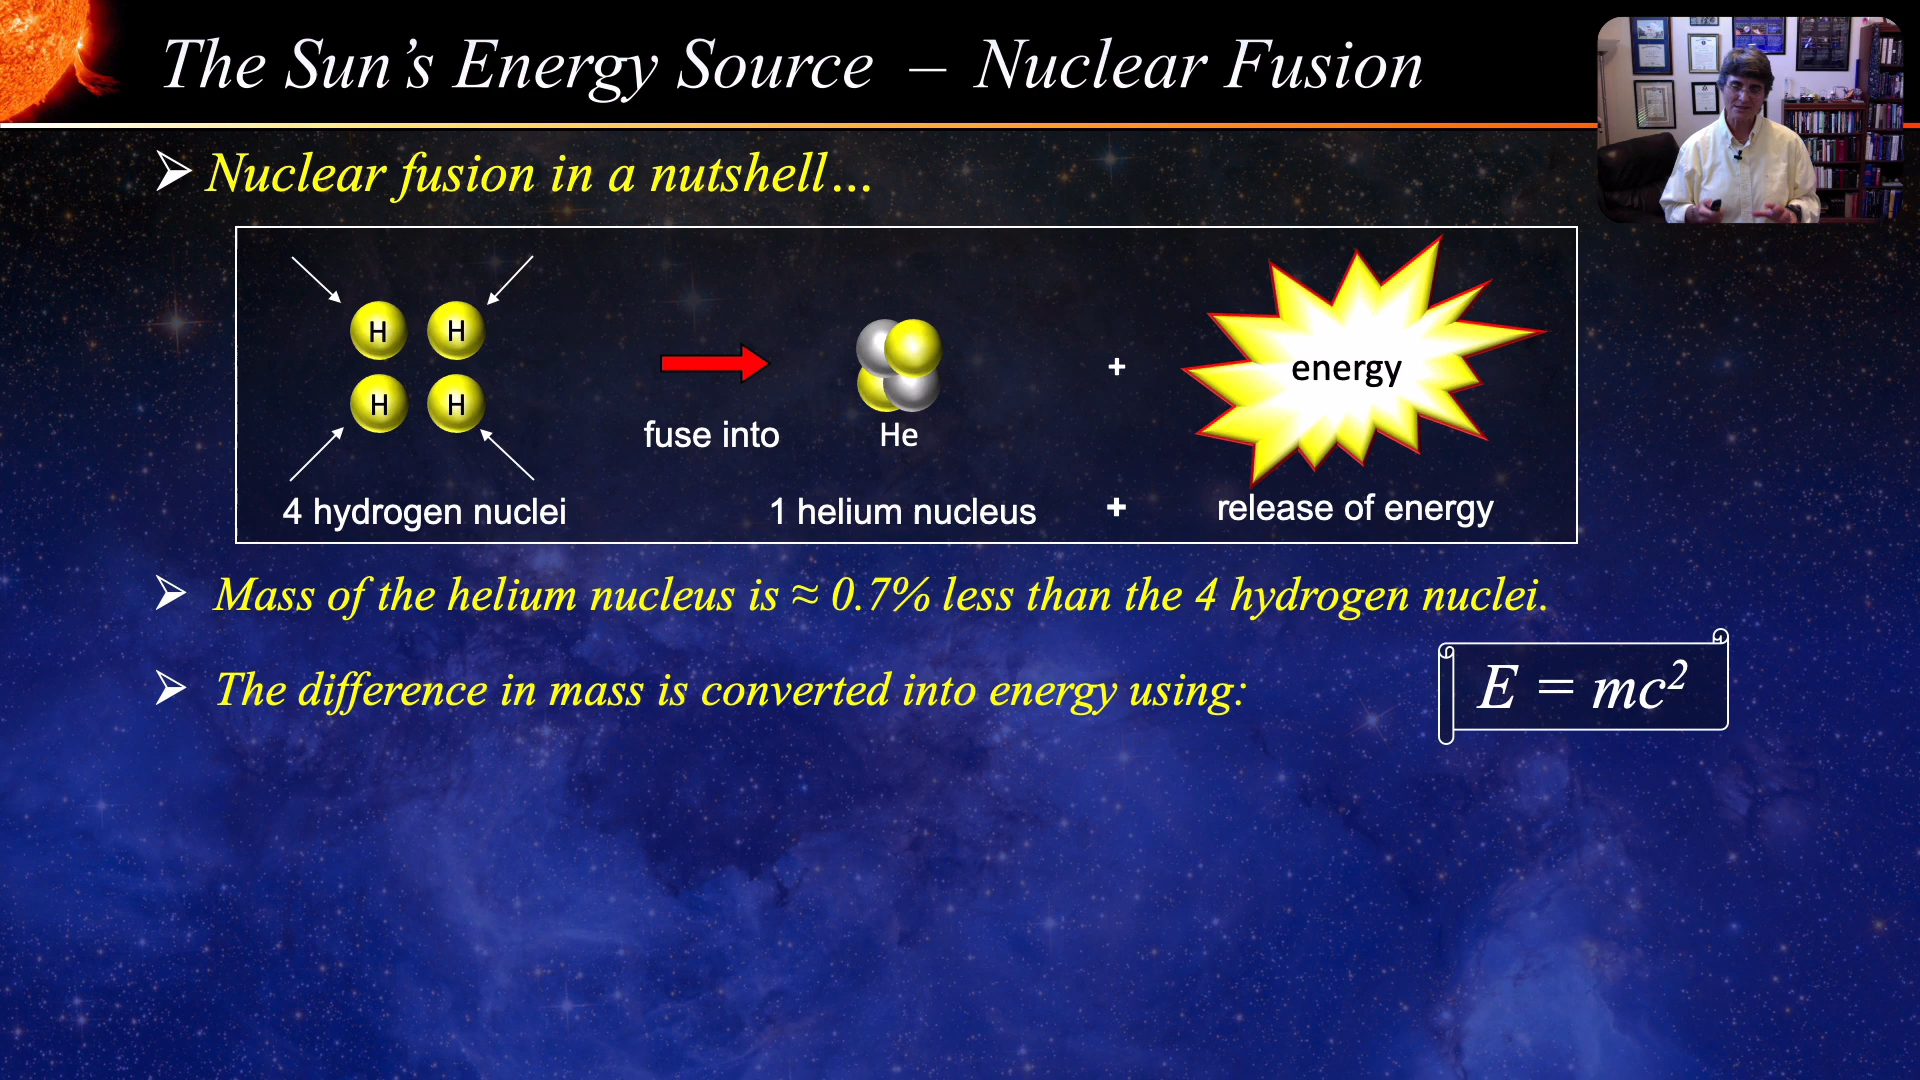 The Sun’s Energy Source – Nuclear Fusion
➢ Nuclear fusion in a nutshell…
H H
H H
fuse into
He
+
energy
4 hydrogen nuclei
1 helium nucleus
+
release of energy
➢ Mass of the helium nucleus is ≈ 0.7% less than the 4 hydrogen nuclei.
➢ The difference in mass is converted into energy using:
E = mc²